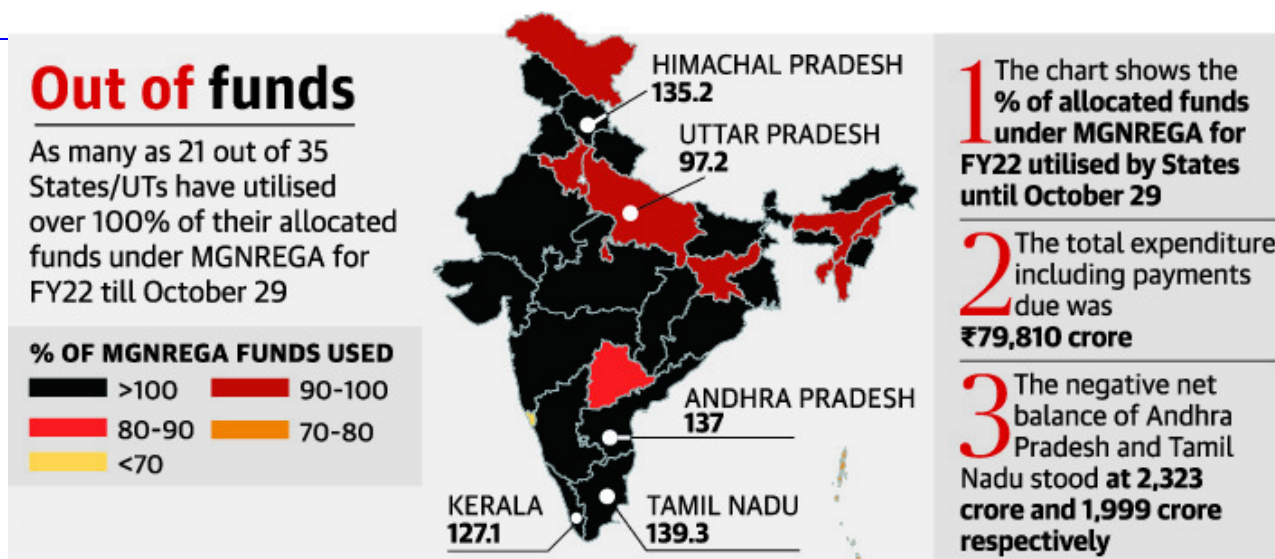 Out of funds
As many as 21 out of 35
States/UTs have utilised
over 100% of their allocated
funds under MGNREGA for
FY22 till October 29
% OF MGNREGA FUNDS USED
>100
90-100
80-90
70-80
<70
HIMACHAL PRADESH
135.2
UTTAR PRADESH
97.2
ANDHRA PRADESH
137
KERALA
127.1
TAMIL NADU
139.3
1 The chart shows the
% of allocated funds
under MGNREGA for
FY22 utilised by States
until October 29
2 The total expenditure
including payments
due was
₹79,810 crore
3 The negative net
balance of Andhra
Pradesh and Tamil
Nadu stood at 2,323
crore and 1,999 crore
respectively